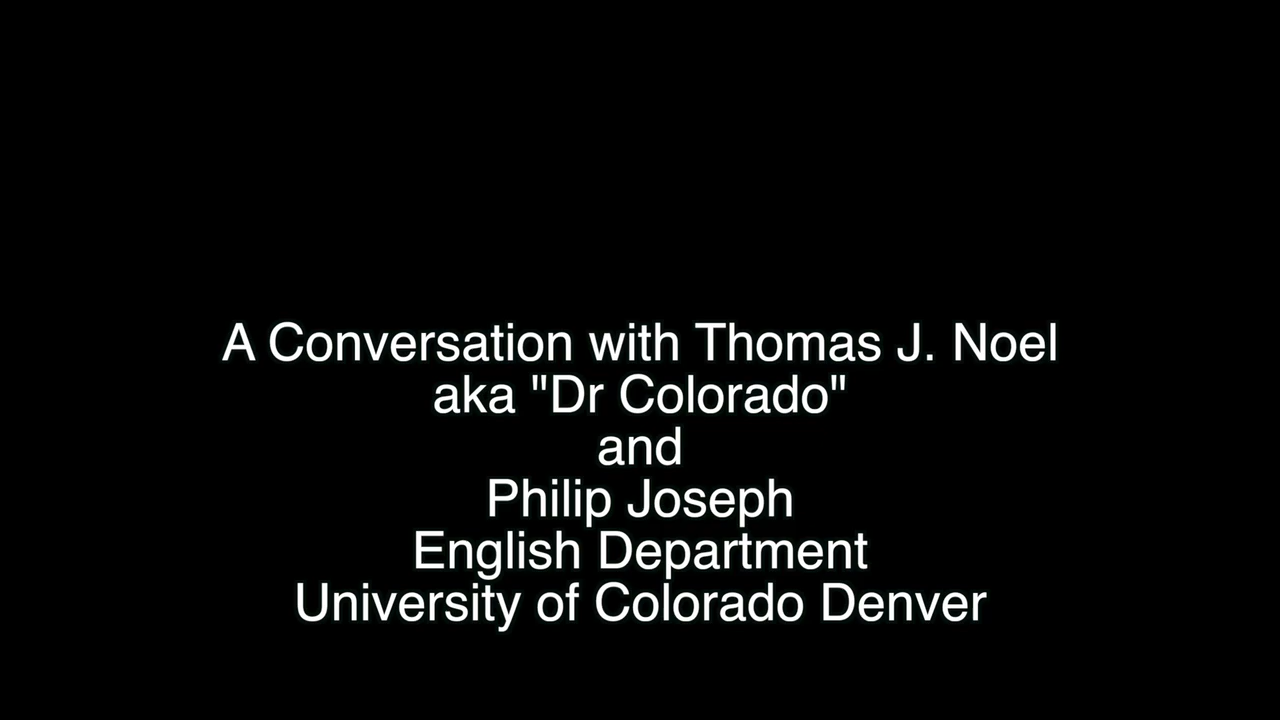 A Conversation with Thomas J. Noel
aka "Dr Colorado"
and
Philip Joseph
English Department
University of Colorado Denver